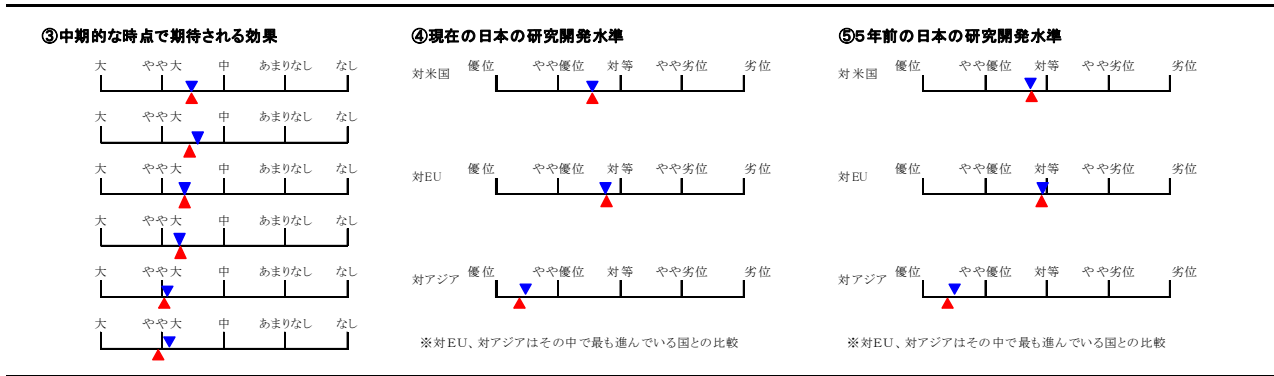 ③中期的な時点で期待される効果
大 やや大 中 あまりなし なし
大 やや大 中 あまりなし なし
大 やや大 中 あまりなし なし
大 やや大 中 あまりなし なし
大 やや大 中 あまりなし なし
大 やや大 中 あまりなし なし
④現在の日本の研究開発水準
対米国 優位 やや優位 対等 やや劣位 劣位
対EU 優位 やや優位 対等 やや劣位 劣位
対アジア 優位 やや優位 対等 やや劣位 劣位
※対EU、対アジアはその中で最も進んでいる国との比較
⑤5年前の日本の研究開発水準
対米国 優位 やや優位 対等 やや劣位 劣位
対EU 優位 やや優位 対等 やや劣位 劣位
対アジア 優位 やや優位 対等 やや劣位 劣位
※対EU、対アジアはその中で最も進んでいる国との比較